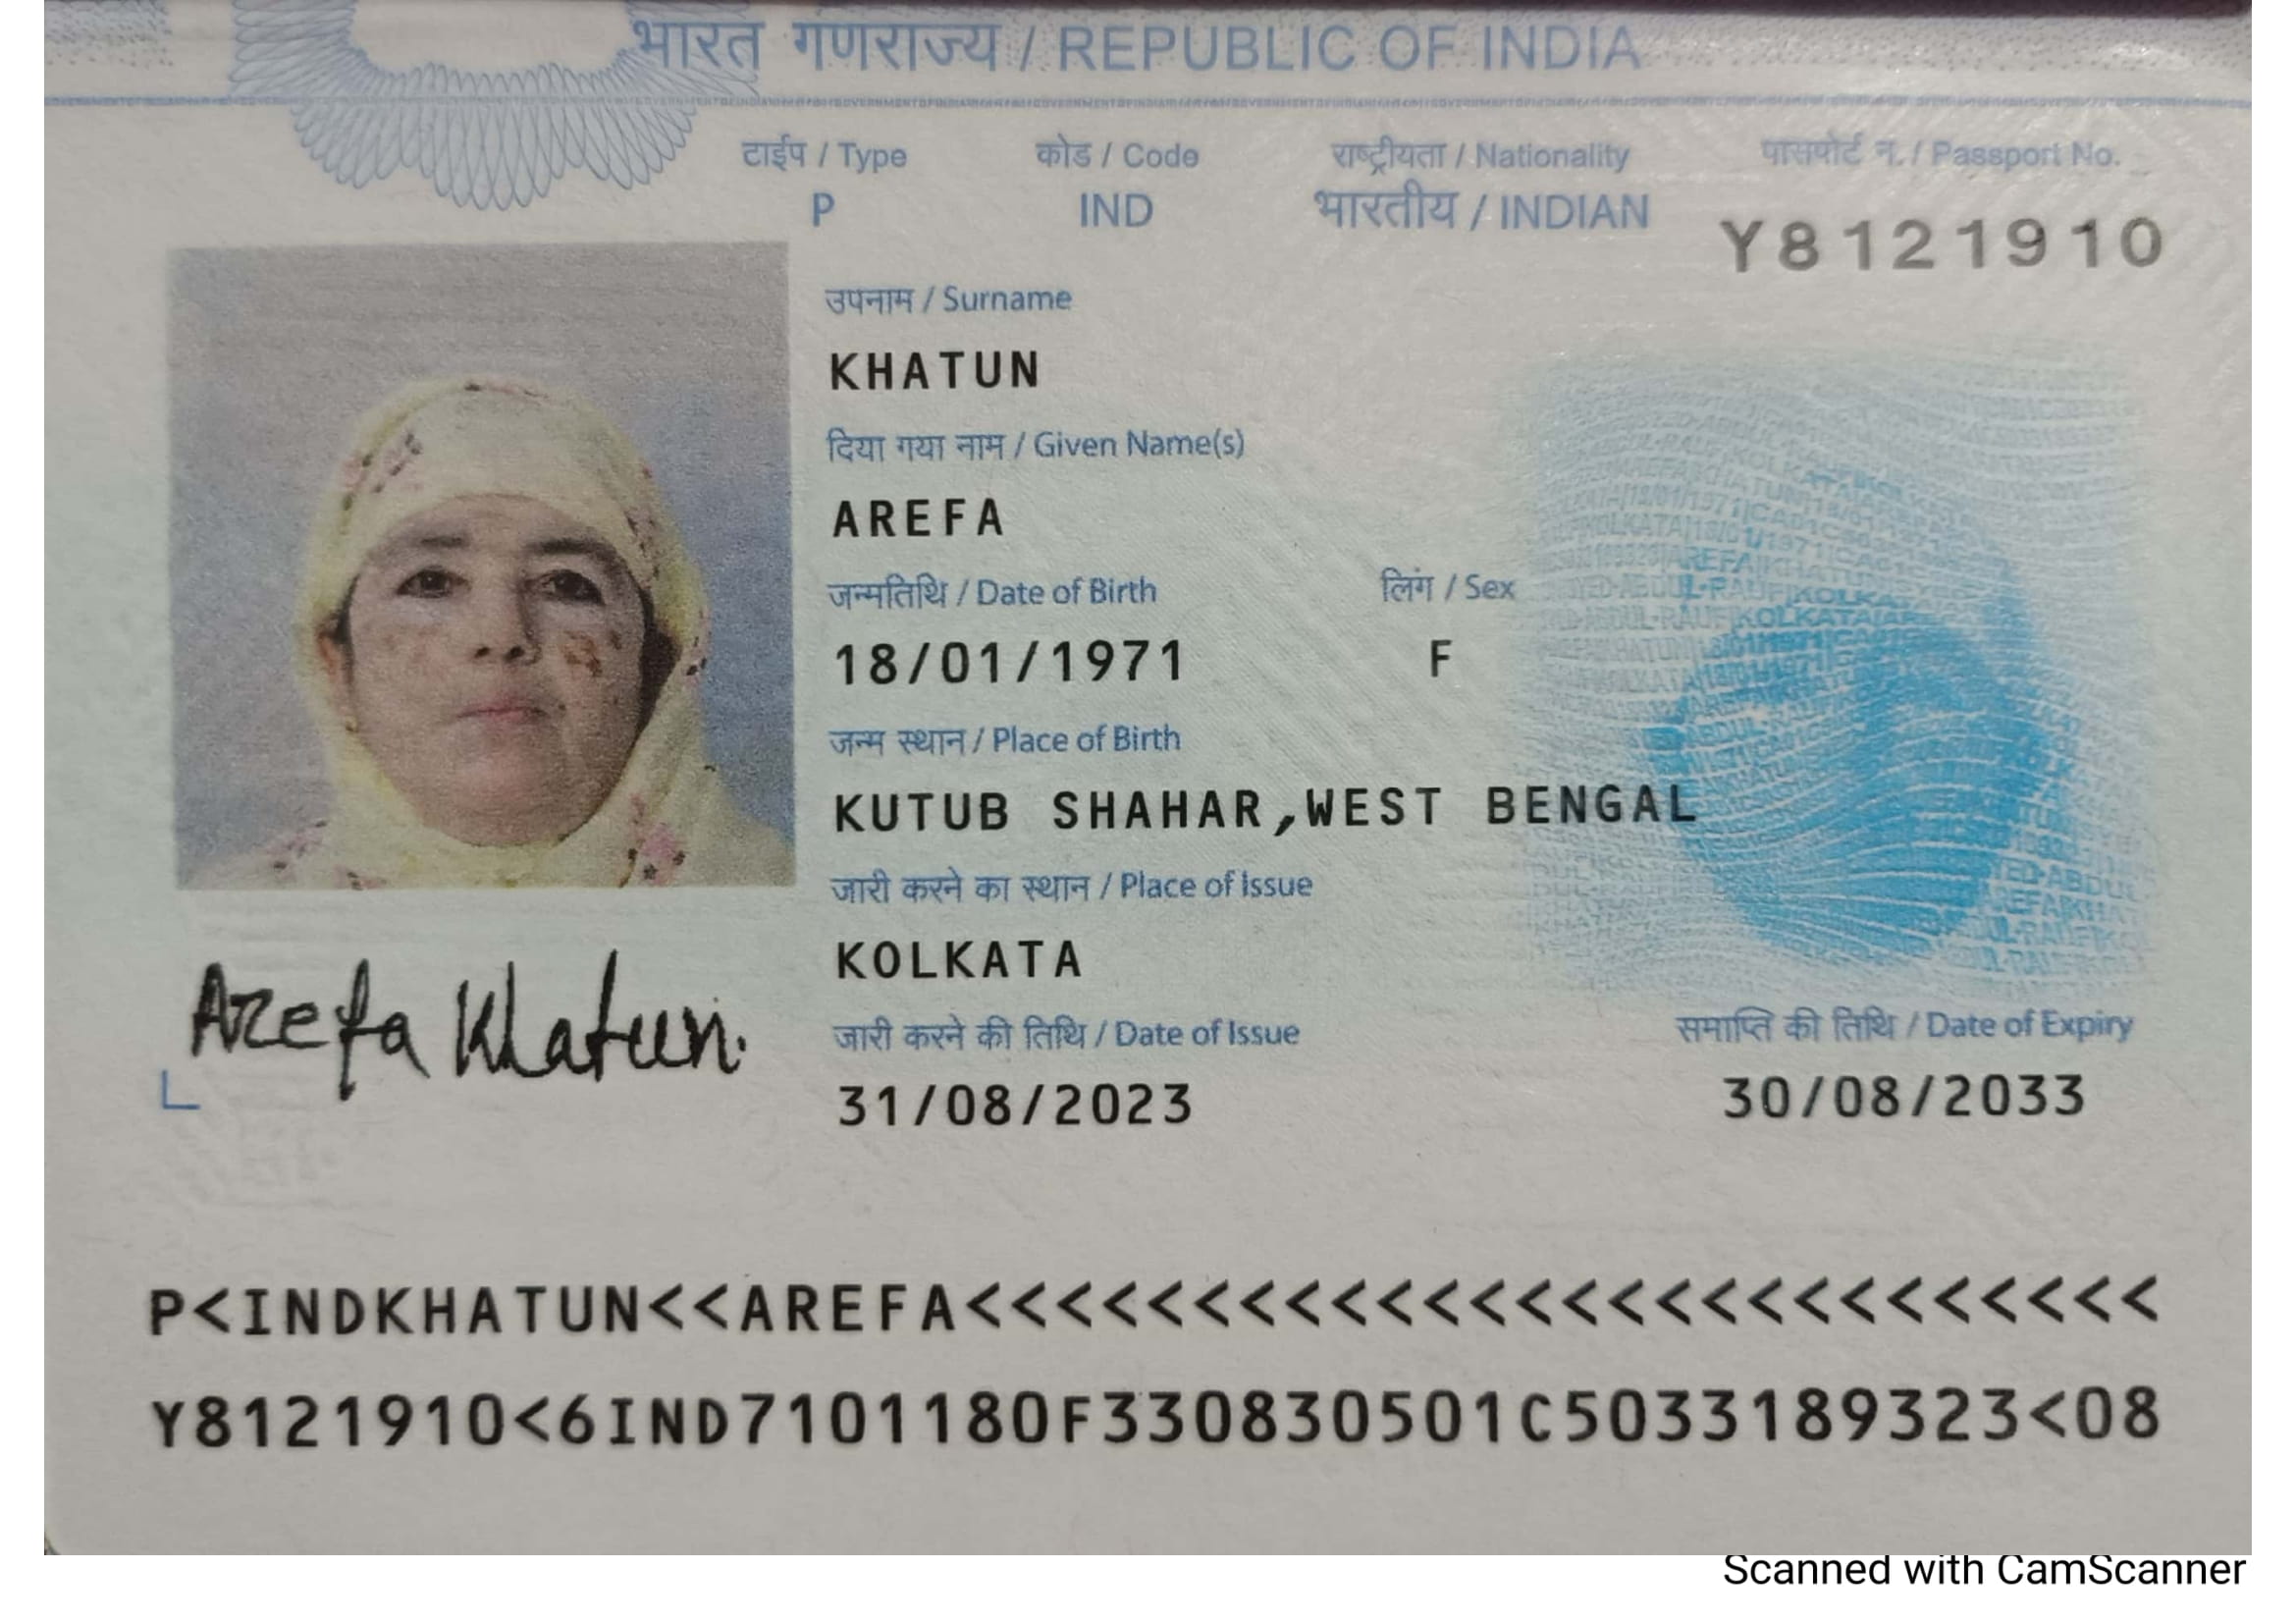 भारत गणराज्य / REPUBLIC OF INDIA
टाईप / Type कोड / Code राष्ट्रीयता / Nationality पासपोर्ट न. / Passport No.
P IND भारतीय / INDIAN Y8121910
उपनाम / Surname
KHATUN
दिया गया नाम / Given Name(s)
AREFA
जन्मतिथि / Date of Birth लिंग / Sex
18/01/1971 F
जन्म स्थान / Place of Birth
KUTUB SHAHAR,WEST BENGAL
जारी करने का स्थान / Place of Issue
KOLKATA
Arefa Khatun.
जारी करने की तिथि / Date of Issue समाप्ति की तिथि / Date of Expiry
31/08/2023 30/08/2033
P<INDKHATUN<<AREFA<<<<<<<<<<<<<<<<<<<<<<<<<<
Y8121910<6IND7101180F330830501C5033189323<08
Scanned with CamScanner